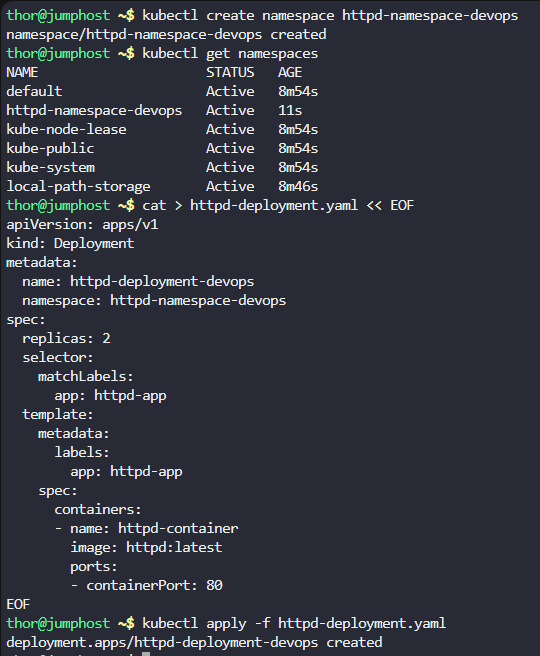 thor@jumphost ~$ kubectl create namespace httpd-namespace-devops
namespace/httpd-namespace-devops created
thor@jumphost ~$ kubectl get namespaces
NAME                     STATUS   AGE
default                  Active   8m54s
httpd-namespace-devops   Active   11s
kube-node-lease          Active   8m54s
kube-public              Active   8m54s
kube-system              Active   8m54s
local-path-storage       Active   8m46s
thor@jumphost ~$ cat > httpd-deployment.yaml << EOF
apiVersion: apps/v1
kind: Deployment
metadata:
  name: httpd-deployment-devops
  namespace: httpd-namespace-devops
spec:
  replicas: 2
  selector:
    matchLabels:
      app: httpd-app
  template:
    metadata:
      labels:
        app: httpd-app
    spec:
      containers:
      - name: httpd-container
        image: httpd:latest
        ports:
        - containerPort: 80
EOF
thor@jumphost ~$ kubectl apply -f httpd-deployment.yaml
deployment.apps/httpd-deployment-devops created